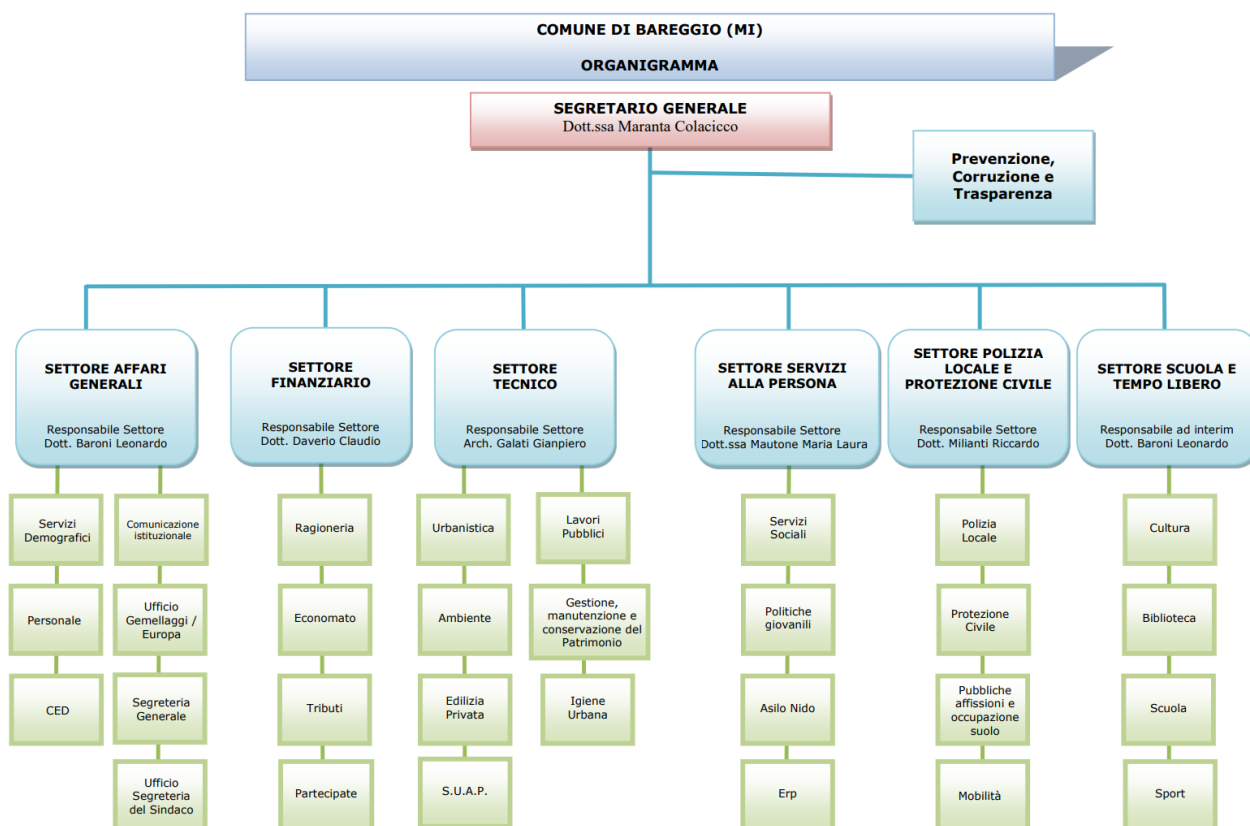 COMUNE DI BAREGGIO (MI)
ORGANIGRAMMA
SEGRETARIO GENERALE
Dott.ssa Maranta Colacicco
Prevenzione,
Corruzione e
Trasparenza
SETTORE AFFARI
GENERALI
Responsabile Settore
Dott. Baroni Leonardo
SETTORE
FINANZIARIO
Responsabile Settore
Dott. Daverio Claudio
SETTORE
TECNICO
Responsabile Settore
Arch. Galati Gianpiero
SETTORE SERVIZI
ALLA PERSONA
Responsabile Settore
Dott.ssa Mautone Maria Laura
SETTORE POLIZIA
LOCALE E
PROTEZIONE CIVILE
Responsabile Settore
Dott. Milianti Riccardo
SETTORE SCUOLA E
TEMPO LIBERO
Responsabile ad interim
Dott. Baroni Leonardo
Servizi
Demografici
Personale
CED
Comunicazione
istituzionale
Ufficio
Gemellaggi /
Europa
Segreteria
Generale
Ufficio
Segreteria
del Sindaco
Ragioneria
Economato
Tributi
Partecipate
Urbanistica
Ambiente
Edilizia
Privata
S.U.A.P.
Lavori
Pubblici
Gestione,
manutenzione e
conservazione del
Patrimonio
Igiene
Urbana
Servizi
Sociali
Politiche
giovanili
Asilo Nido
Erp
Polizia
Locale
Protezione
Civile
Pubbliche
affissioni e
occupazione
suolo
Mobilità
Cultura
Biblioteca
Scuola
Sport